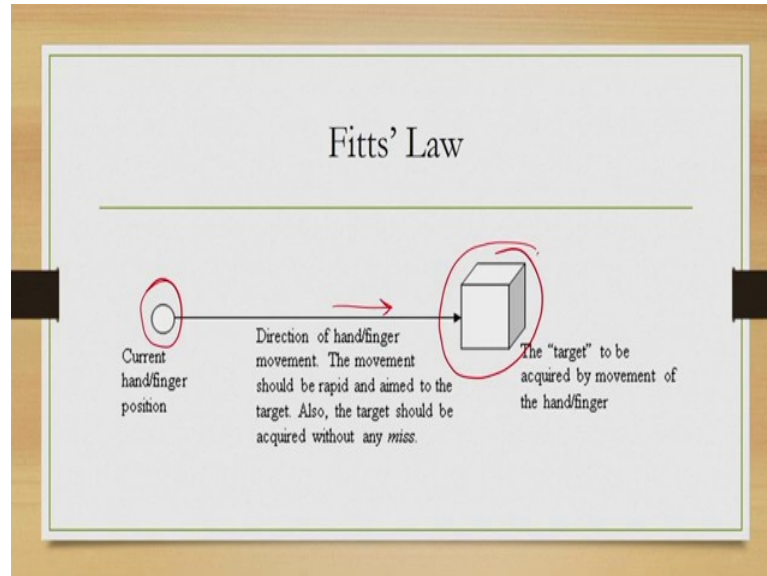 Fitts' Law
Current
hand/finger
position
Direction of hand/finger
movement. The movement
should be rapid and aimed to the
target. Also, the target should be
acquired without any miss.
The "target" to be
acquired by movement of
the hand/finger